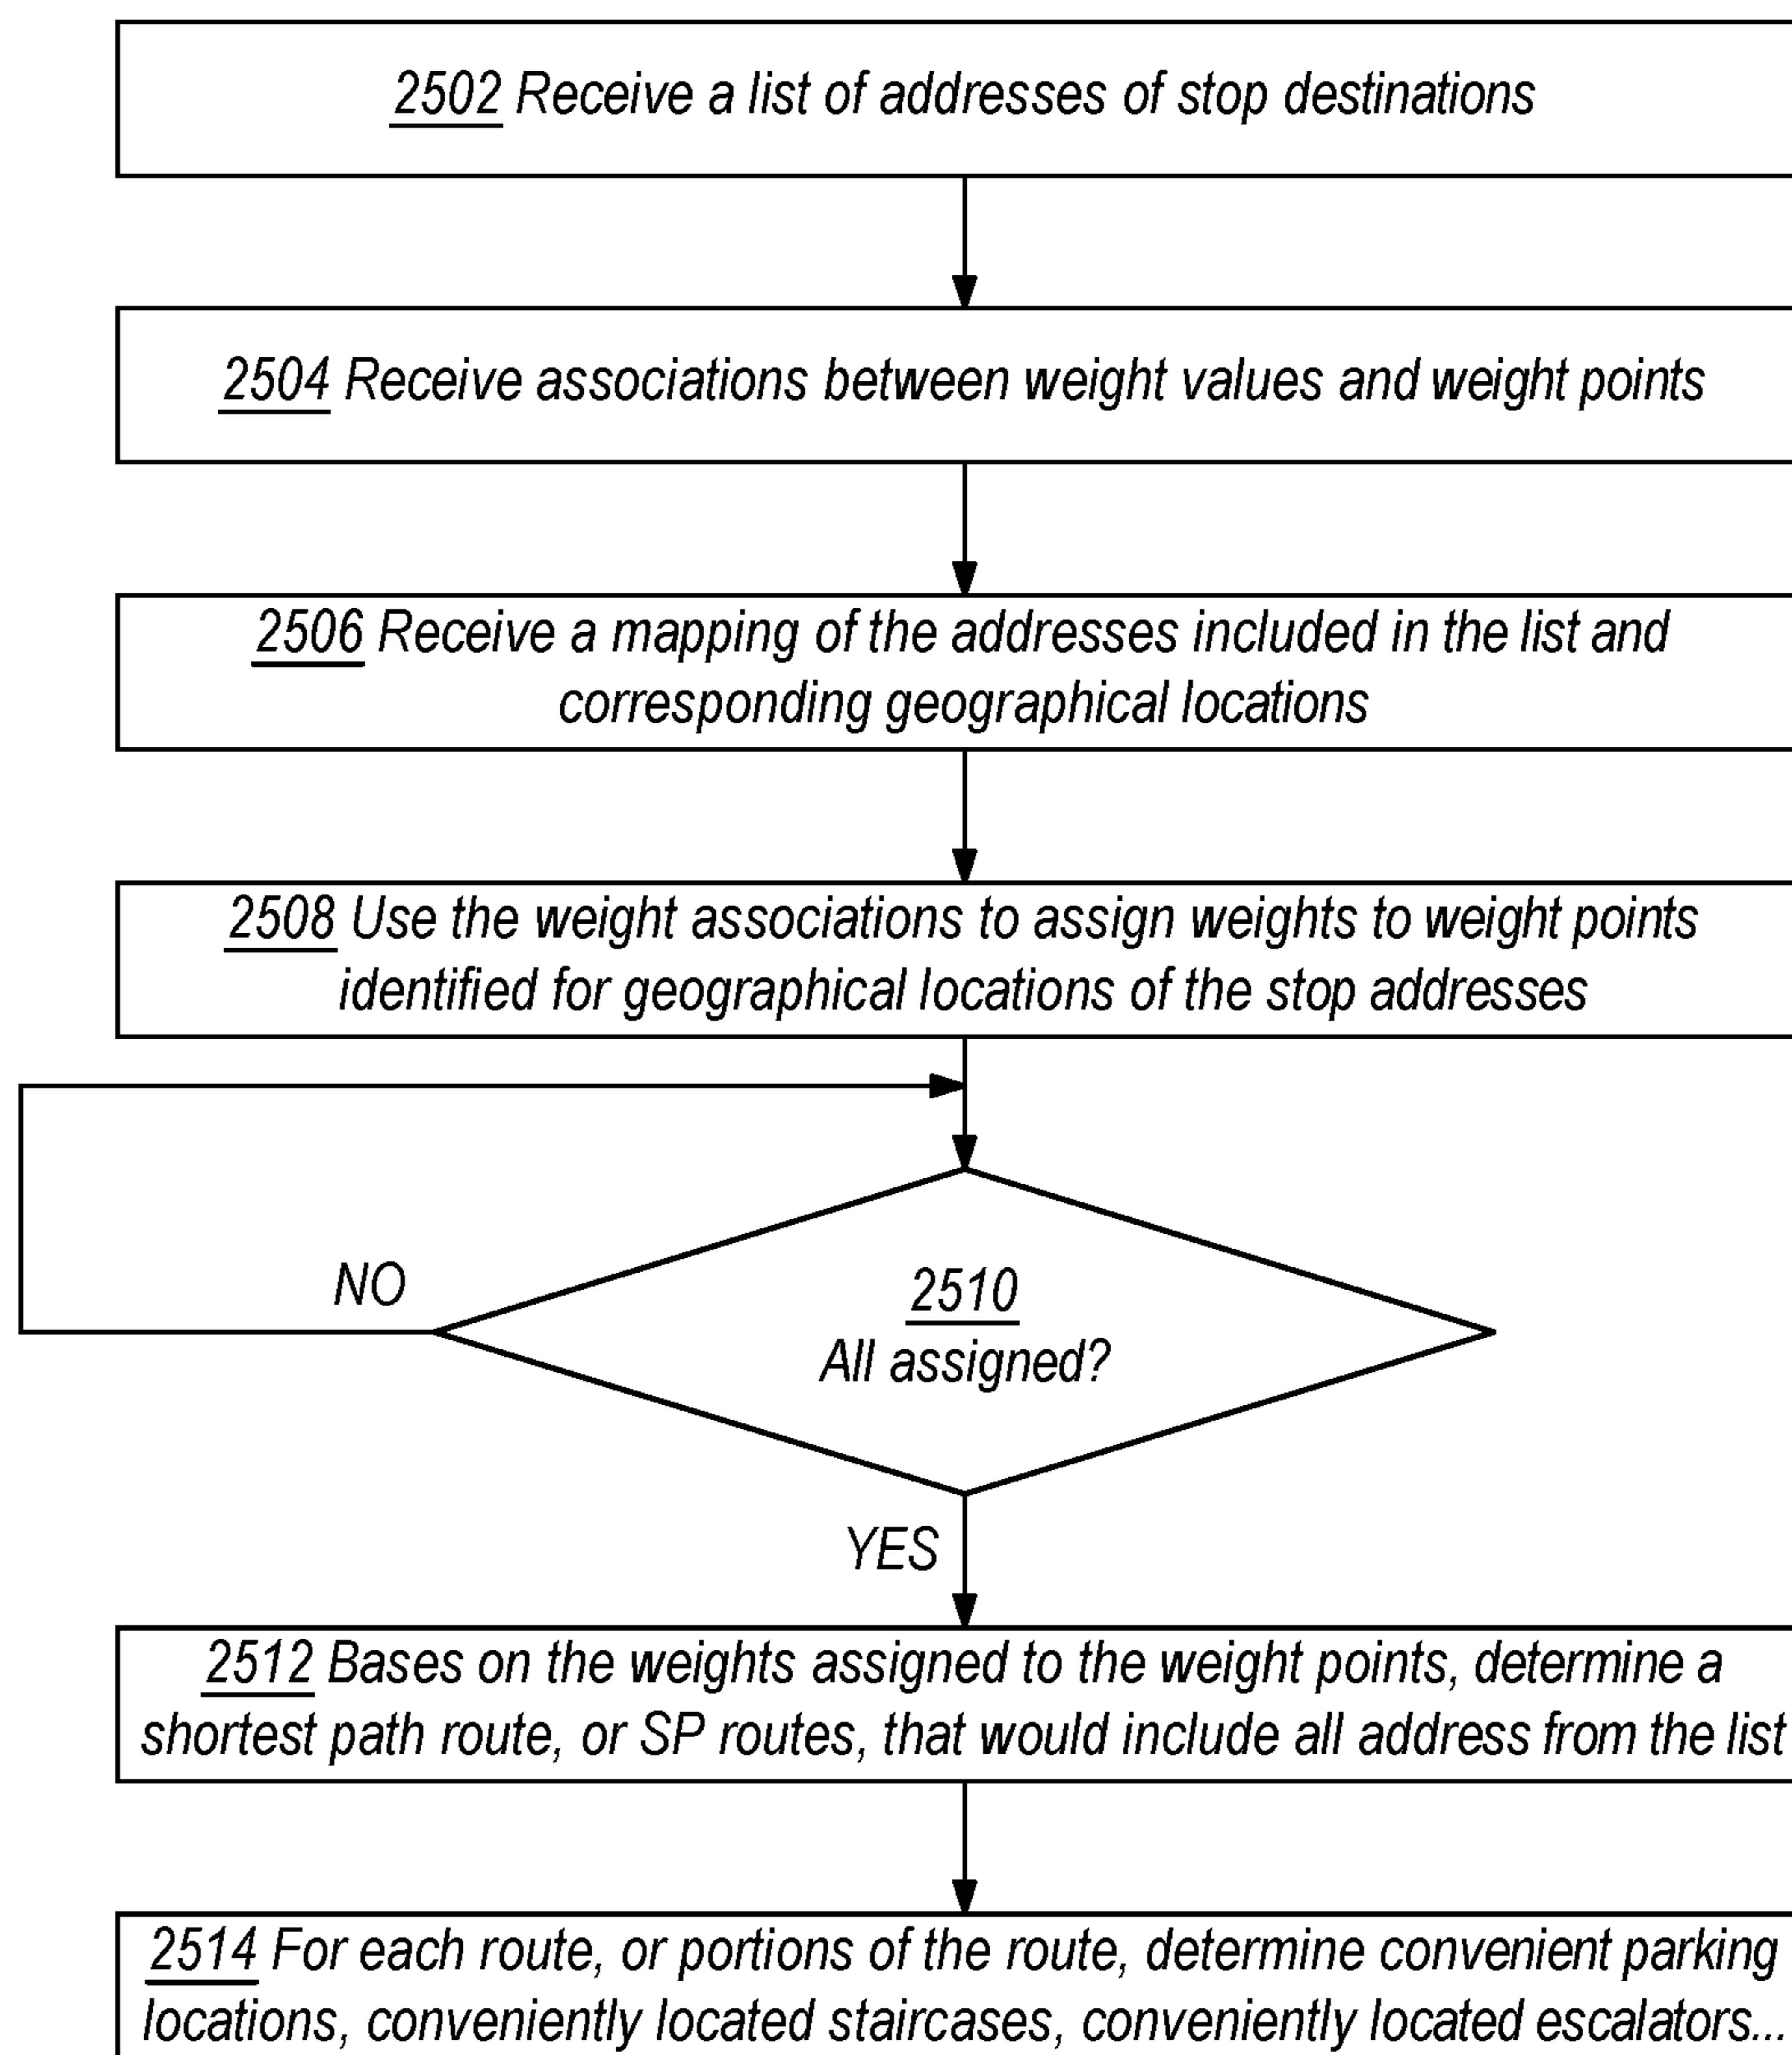 2502 Receive a list of addresses of stop destinations
2504 Receive associations between weight values and weight points
2506 Receive a mapping of the addresses included in the list and
corresponding geographical locations
2508 Use the weight associations to assign weights to weight points
identified for geographical locations of the stop addresses
NO
2510
All assigned?
YES
2512 Bases on the weights assigned to the weight points, determine a
shortest path route, or SP routes, that would include all address from the list
2514 For each route, or portions of the route, determine convenient parking
locations, conveniently located staircases, conveniently located escalators...